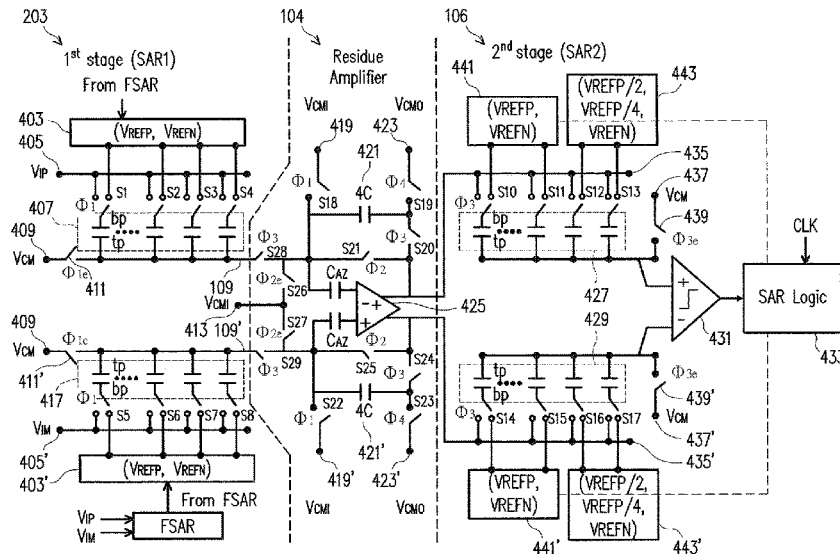 203
1st stage (SAR1)
From FSAR
403
(VREFP, VREFN)
405
VIP
S1
S2
S3
S4
Φ1
407
bp
tp
409
VCM
Φ1e
411
109
Φ3
S28
104
Residue
Amplifier
VCMI
VCMO
419
423
421
4C
Φ1
S18
Φ4
S19
Φ3
S20
S21
Φ2
Φ2e
S26
CAZ
VCMI
413
- +
+
425
Φ2e
S27
CAZ
109'
Φ3
S29
S25
Φ2
S24
Φ3
4C
S22
Φ1
S23
Φ4
421'
419'
423'
VCMI
VCMO
409
VCM
411'
417
tp
bp
Φ1
S5
S6
S7
S8
VIM
405'
(VREFP, VREFN)
403'
From FSAR
VIP
VIM
FSAR
106
2nd stage (SAR2)
441
(VREFP,
VREFN)
443
(VREFP/2,
VREFP/4,
VREFN)
435
Φ3
S10
S11
S12
S13
VCM
437
bp
tp
439
Φ3e
427
429
+
-
431
CLK
SAR Logic
433
tp
bp
Φ3
S14
S15
S16
S17
Φ3e
439'
VCM
437'
435'
(VREFP,
VREFN)
441'
(VREFP/2,
VREFP/4,
VREFN)
443'